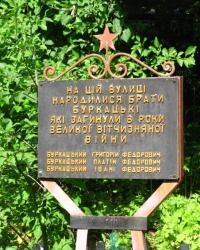 НА ЦІЙ ВУЛИЦІ
НАРОДИЛИСЯ БРАТИ
БУРКАЦЬКІ
ЯКІ ЗАГИНУЛИ В РОКИ
ВЕЛИКОЇ ВІТЧИЗНЯНОЇ
ВІЙНИ
БУРКАЦЬКИЙ ГРИГОРІЙ ФЕДОРОВИЧ
БУРКАЦЬКИЙ ПЛАТОН ФЕДОРОВИЧ
БУРКАЦЬКИЙ ІВАН ФЕДОРОВИЧ